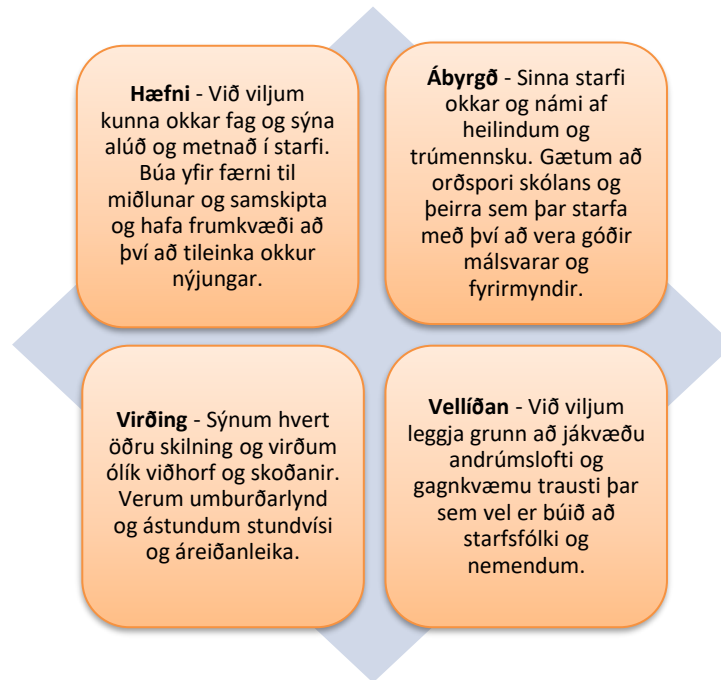 Hæfni - Við viljum
kunna okkar fag og sýna
alúð og metnað í starfi.
Búa yfir færni til
miðlunar og samskipta
og hafa frumkvæði að
því að tileinka okkur
nýjungar.
Ábyrgð - Sinna starfi
okkar og námi af
heilindum og
trúmennsku. Gætum að
orðspori skólans og
þeirra sem þar starfa
með því að vera góðir
málsvarar og
fyrirmyndir.
Virðing - Sýnum hvert
öðru skilning og virðum
ólík viðhorf og skoðanir.
Verum umburðarlynd
og ástundum stundvísi
og áreiðanleika.
Vellíðan - Við viljum
leggja grunn að jákvæðu
andrúmslofti og
gagnkvæmu trausti þar
sem vel er búið að
starfsfólki og
nemendum.